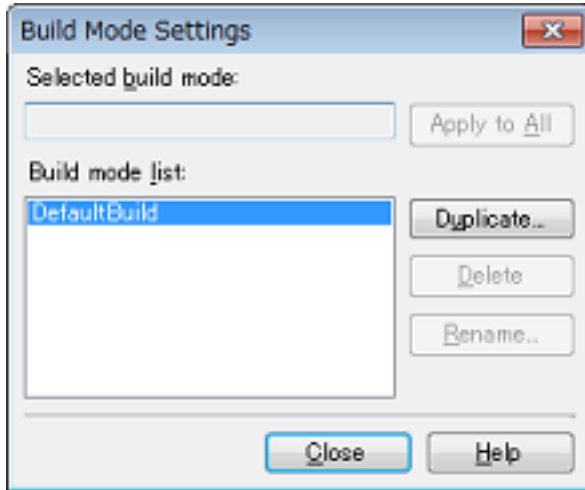 Build Mode Settings
Selected build mode:
Apply to All
Build mode list:
DefaultBuild
Duplicate...
Delete
Rename...
Close
Help